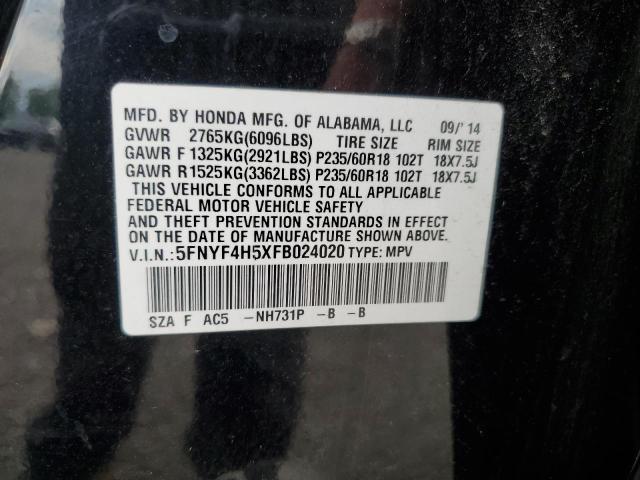 MFD. BY HONDA MFG. OF ALABAMA, LLC 09/'14
GVWR 2765KG(6096LBS) TIRE SIZE RIM SIZE
GAWR F 1325KG(2921LBS) P235/60R18 102T 18X7.5J
GAWR R 1525KG(3362LBS) P235/60R18 102T 18X7.5J
THIS VEHICLE CONFORMS TO ALL APPLICABLE
FEDERAL MOTOR VEHICLE SAFETY
AND THEFT PREVENTION STANDARDS IN EFFECT
ON THE DATE OF MANUFACTURE SHOWN ABOVE.
V.I.N.:5FNYF4H5XFB024020 TYPE: MPV
SZA F AC5 -NH731P -B -B